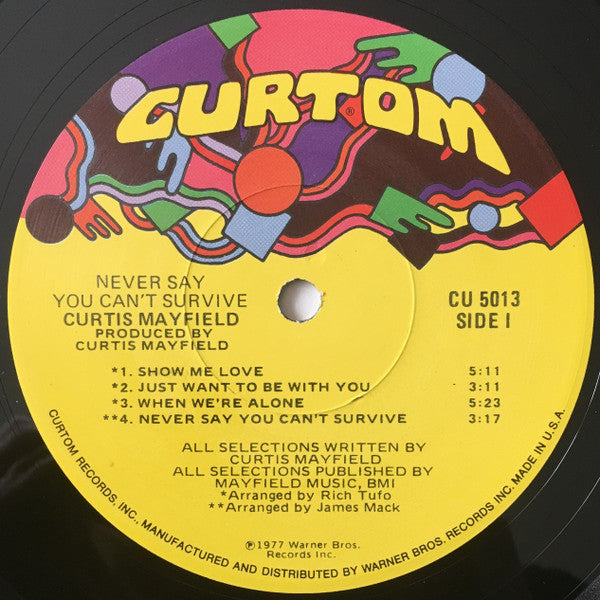 CURTOM®
NEVER SAY
YOU CAN'T SURVIVE
CURTIS MAYFIELD
PRODUCED BY
CURTIS MAYFIELD
CU 5013
SIDE I
*1. SHOW ME LOVE 5:11
*2. JUST WANT TO BE WITH YOU 3:11
*3. WHEN WE'RE ALONE 5:23
**4. NEVER SAY YOU CAN'T SURVIVE 3:17
ALL SELECTIONS WRITTEN BY
CURTIS MAYFIELD
ALL SELECTIONS PUBLISHED BY
MAYFIELD MUSIC, BMI
*Arranged by Rich Tufo
**Arranged by James Mack
℗1977 Warner Bros.
Records Inc.
CURTOM RECORDS, INC., MANUFACTURED AND DISTRIBUTED BY WARNER BROS. RECORDS INC. MADE IN U.S.A.